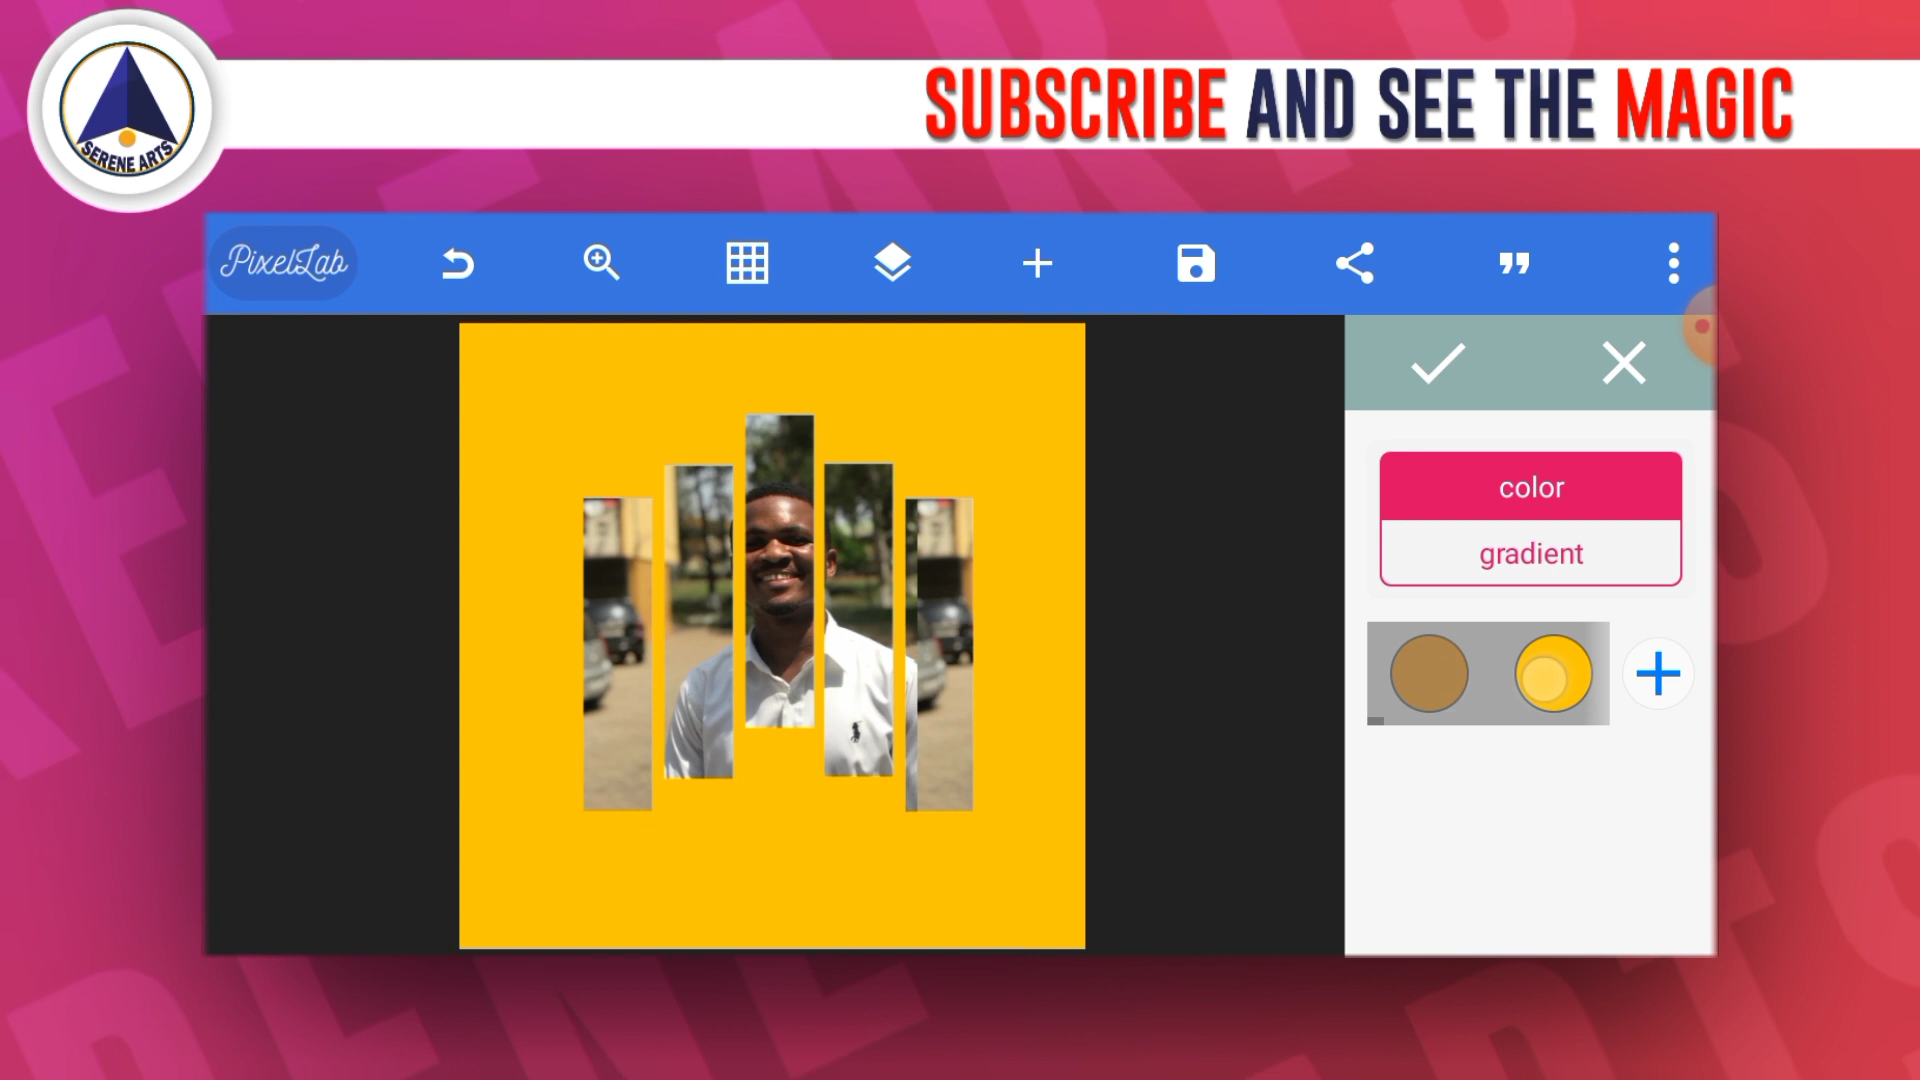 SUBSCRIBE AND SEE THE MAGIC
SERENE ARTS
PixelLab
color
gradient